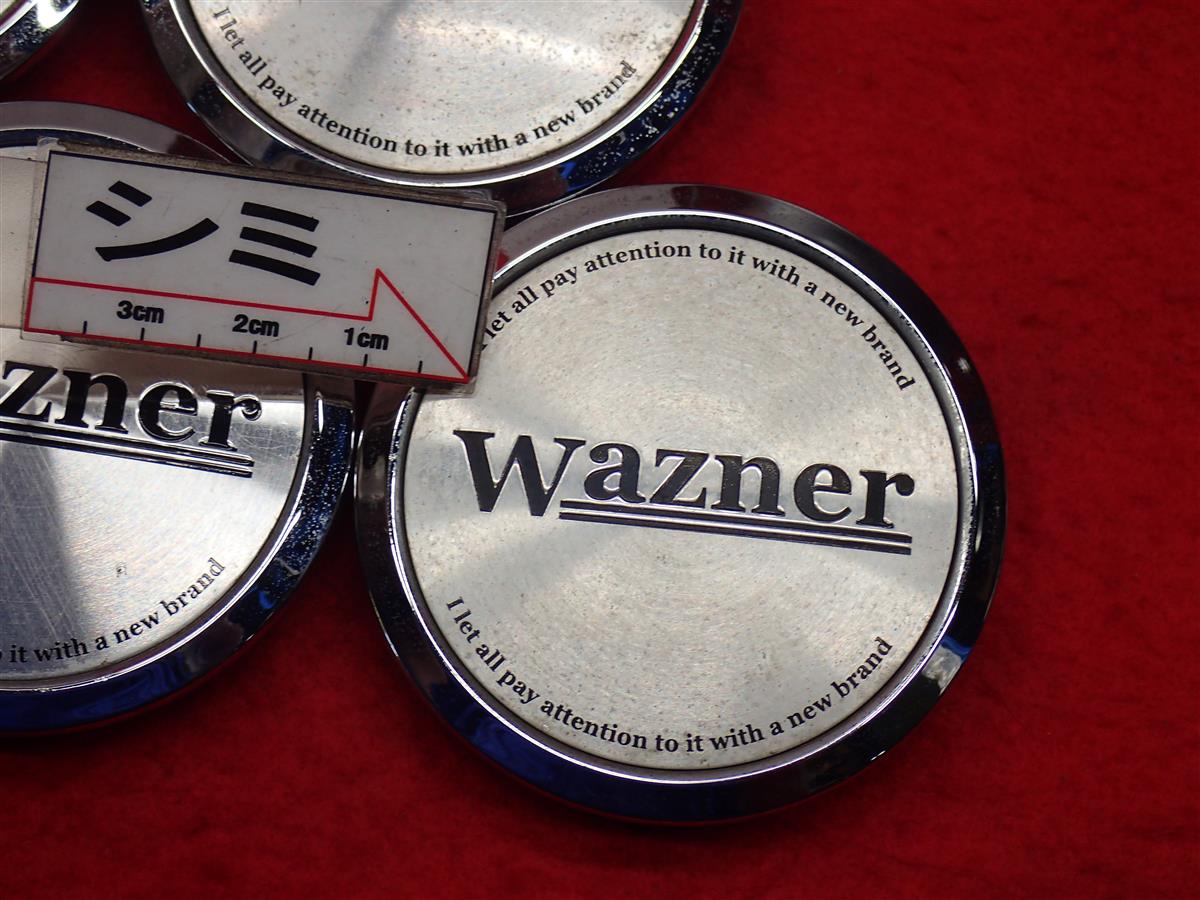 I let all pay attention to it with a new brand
シミ
3cm 2cm 1cm
zner
it with a new brand
let all pay attention to it with a new brand
Wazner
I let all pay attention to it with a new brand